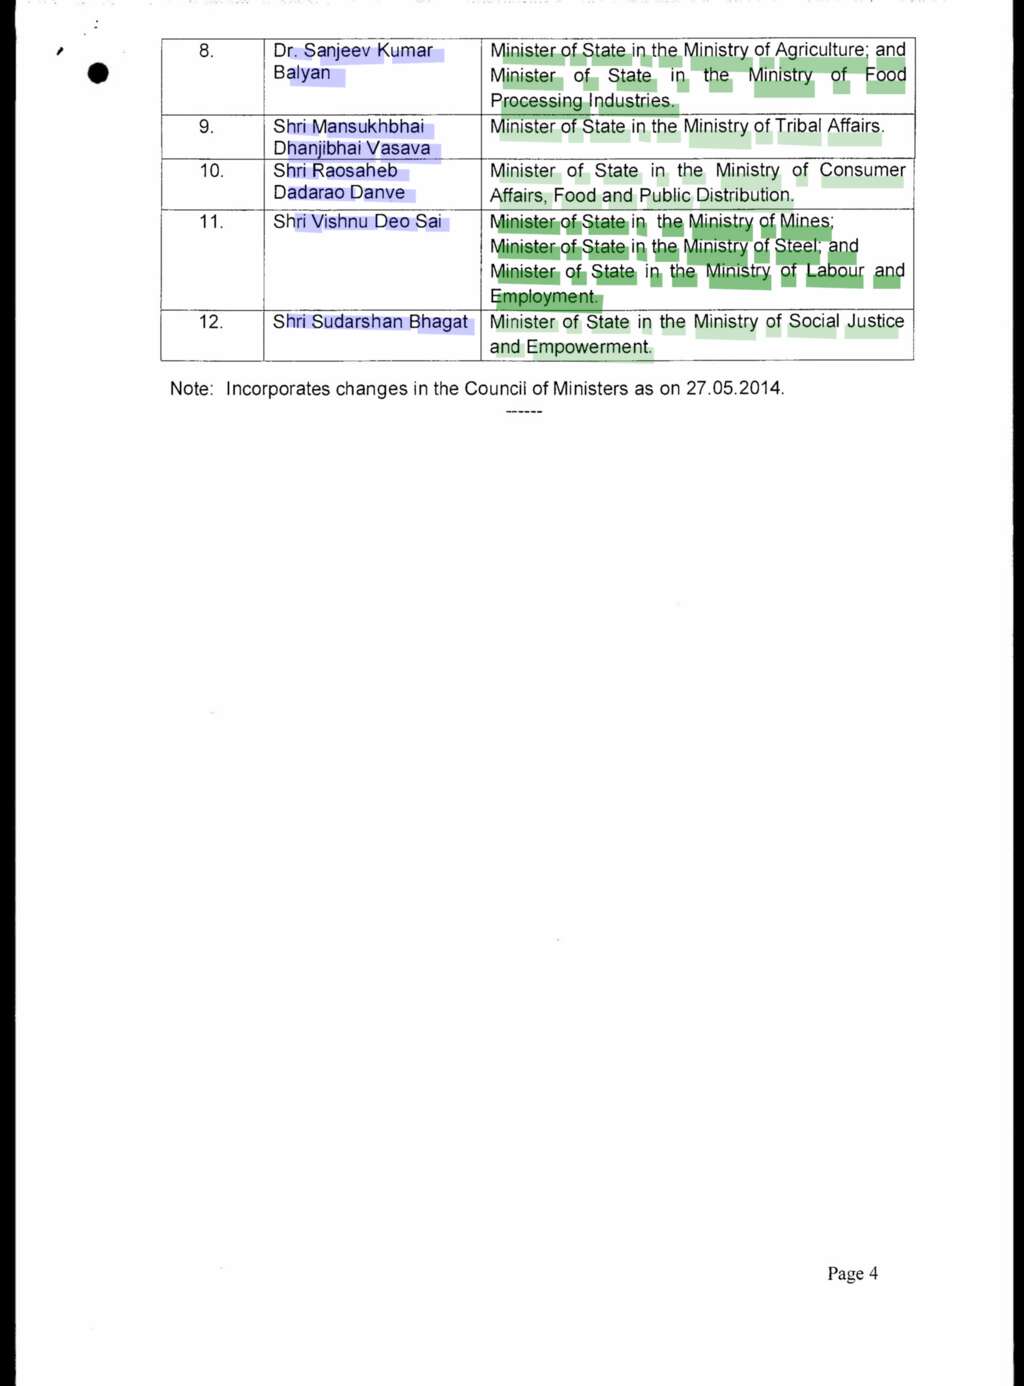 8. Dr. Sanjeev Kumar Minister of State in the Ministry of Agriculture; and
Balyan Minister of State in the Ministry of Food
Processing Industries.
9. Shri Mansukhbhai Minister of State in the Ministry of Tribal Affairs.
Dhanjibhai Vasava
10. Shri Raosaheb Minister of State in the Ministry of Consumer
Dadarao Danve Affairs, Food and Public Distribution.
11. Shri Vishnu Deo Sai Minister of State in the Ministry of Mines;
Minister of State in the Ministry of Steel; and
Minister of State in the Ministry of Labour and
Employment.
12. Shri Sudarshan Bhagat Minister of State in the Ministry of Social Justice
and Empowerment.
Note: Incorporates changes in the Council of Ministers as on 27.05.2014.
------
Page 4